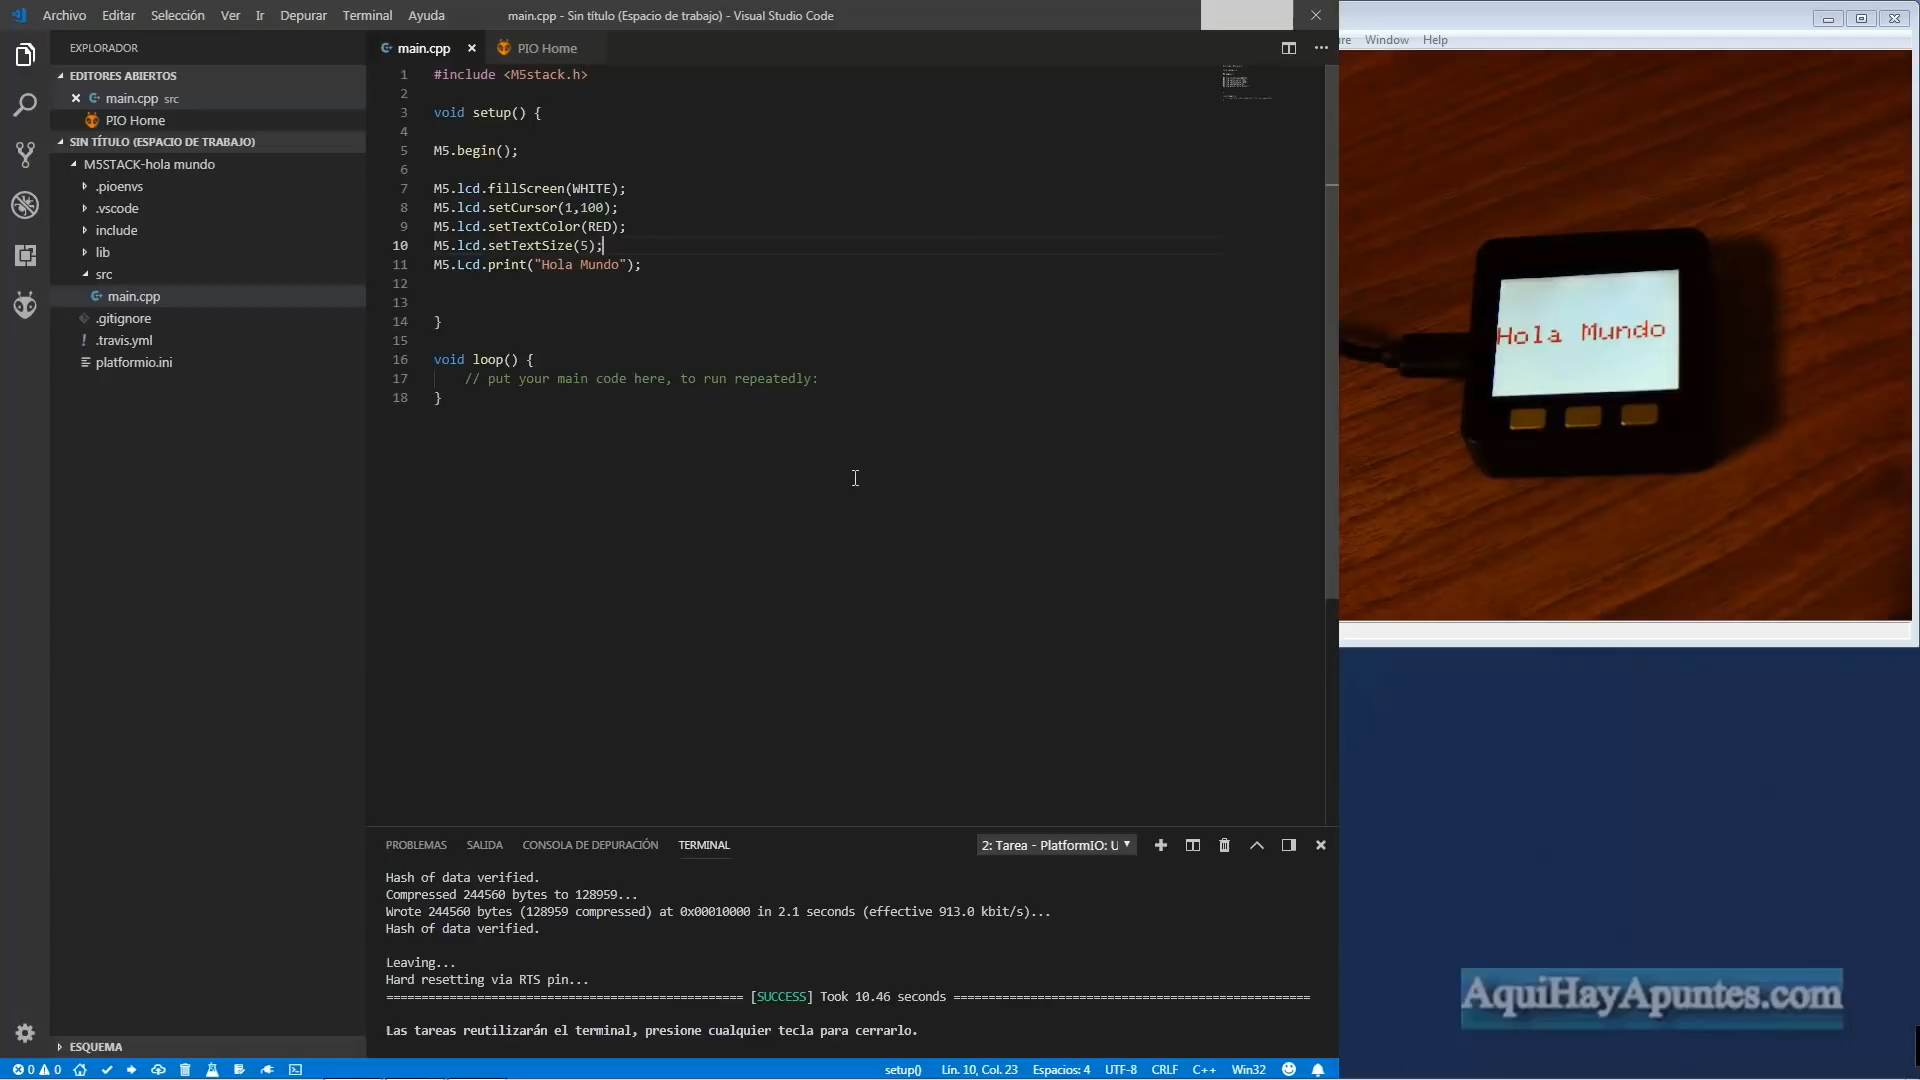 Archivo Editar Selección Ver Ir Depurar Terminal Ayuda
main.cpp - Sin título (Espacio de trabajo) - Visual Studio Code
Window Help
EXPLORADOR
EDITORES ABIERTOS
main.cpp src
PIO Home
SIN TÍTULO (ESPACIO DE TRABAJO)
M5STACK-hola mundo
.pioenvs
.vscode
include
lib
src
main.cpp
.gitignore
.travis.yml
platformio.ini
ESQUEMA
main.cpp PIO Home
1 #include <M5stack.h>
2
3 void setup() {
4
5 M5.begin();
6
7 M5.lcd.fillScreen(WHITE);
8 M5.lcd.setCursor(1,100);
9 M5.lcd.setTextColor(RED);
10 M5.lcd.setTextSize(5);
11 M5.Lcd.print("Hola Mundo");
12
13
14 }
15
16 void loop() {
17 // put your main code here, to run repeatedly:
18 }
Hola Mundo
PROBLEMAS SALIDA CONSOLA DE DEPURACIÓN TERMINAL
2: Tarea - PlatformIO: U
Hash of data verified.
Compressed 244560 bytes to 128959...
Wrote 244560 bytes (128959 compressed) at 0x00010000 in 2.1 seconds (effective 913.0 kbit/s)...
Hash of data verified.
Leaving...
Hard resetting via RTS pin...
============================================== [SUCCESS] Took 10.46 seconds ==============================================
Las tareas reutilizarán el terminal, presione cualquier tecla para cerrarlo.
AquiHayApuntes.com
0 0 setup() Lín. 10, Col. 23 Espacios: 4 UTF-8 CRLF C++ Win32